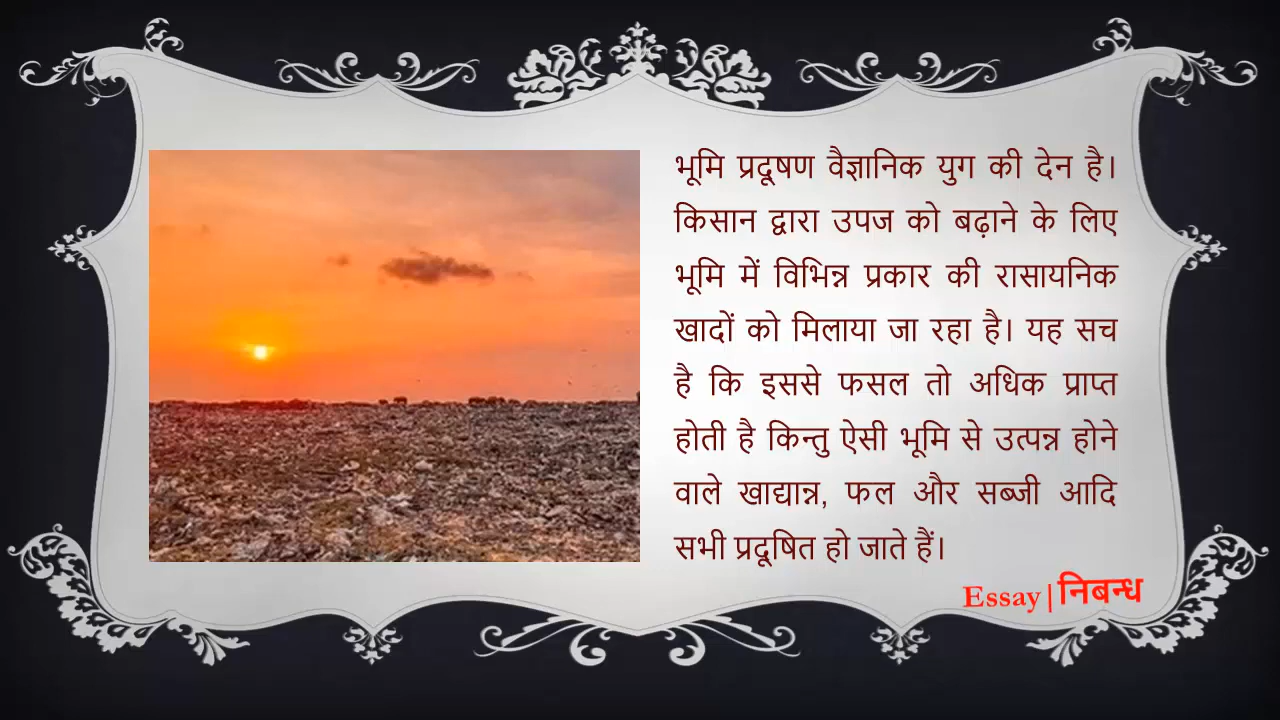 भूमि प्रदूषण वैज्ञानिक युग की देन है।
किसान द्वारा उपज को बढ़ाने के लिए
भूमि में विभिन्न प्रकार की रासायनिक
खादों को मिलाया जा रहा है। यह सच
है कि इससे फसल तो अधिक प्राप्त
होती है किन्तु ऐसी भूमि से उत्पन्न होने
वाले खाद्यान्न, फल और सब्जी आदि
सभी प्रदूषित हो जाते हैं।
Essay|निबन्ध